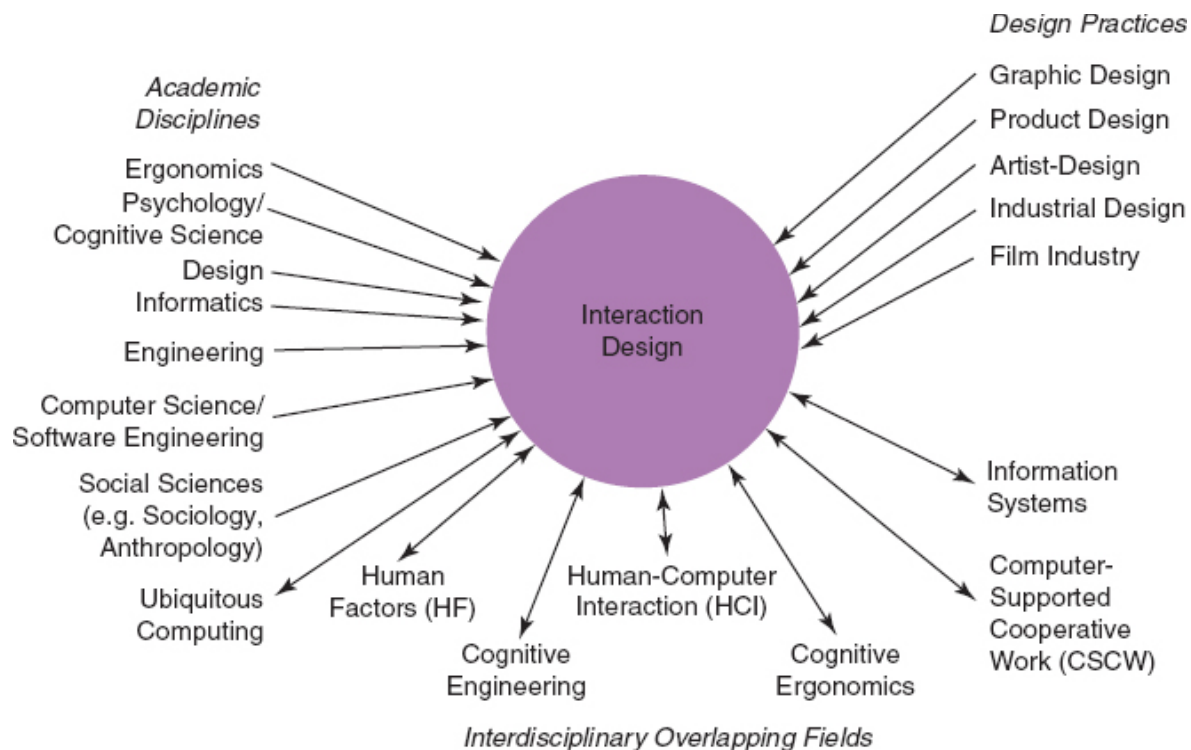 Design Practices
Graphic Design
Product Design
Artist-Design
Industrial Design
Film Industry
Academic
Disciplines
Ergonomics
Psychology/
Cognitive Science
Design
Informatics
Engineering
Computer Science/
Software Engineering
Social Sciences
(e.g. Sociology,
Anthropology)
Ubiquitous
Computing
Interaction
Design
Human
Factors (HF)
Cognitive
Engineering
Human-Computer
Interaction (HCI)
Cognitive
Ergonomics
Information
Systems
Computer-
Supported
Cooperative
Work (CSCW)
Interdisciplinary Overlapping Fields